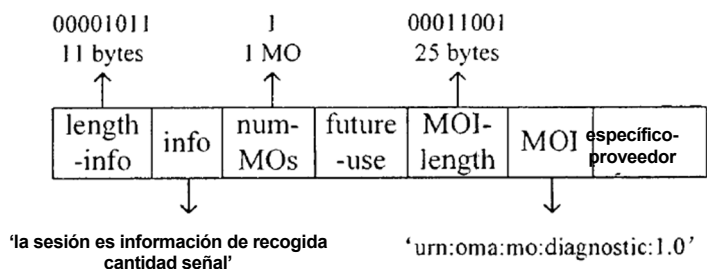 00001011 1 00011001
11 bytes 1 MO 25 bytes
length
-info
info
num-
MOs
future
-use
MOI-
length
MOI
específico-
proveedor
‘la sesión es información de recogida
cantidad señal’
‘urn:oma:mo:diagnostic:1.0’